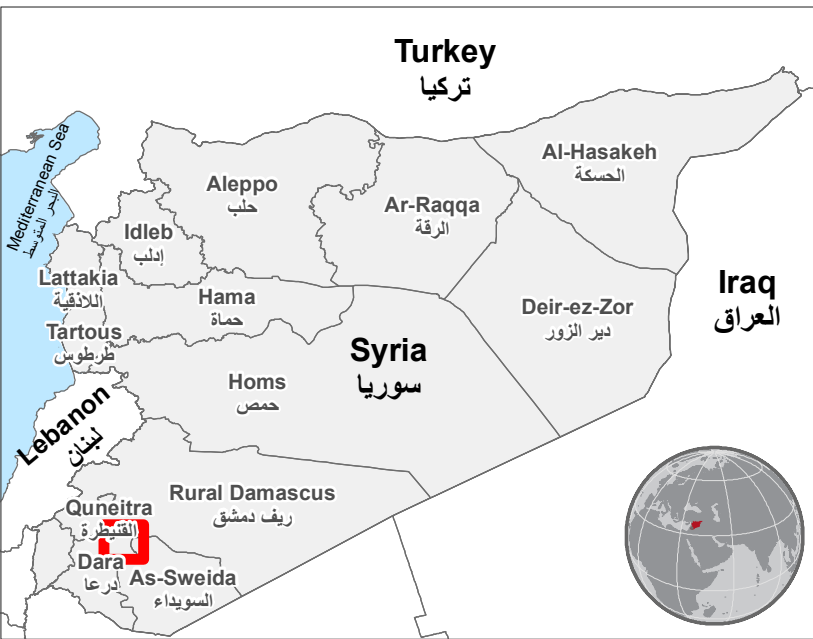 Turkey
تركيا
Mediterranean Sea
البحر المتوسط
Aleppo
حلب
Al-Hasakeh
الحسكة
Ar-Raqqa
الرقة
Idleb
إدلب
Lattakia
اللاذقية
Hama
حماة
Iraq
العراق
Deir-ez-Zor
دير الزور
Tartous
طرطوس
Syria
سوريا
Homs
حمص
Lebanon
لبنان
Rural Damascus
ريف دمشق
Quneitra
القنيطرة
Dara
درعا
As-Sweida
السويداء